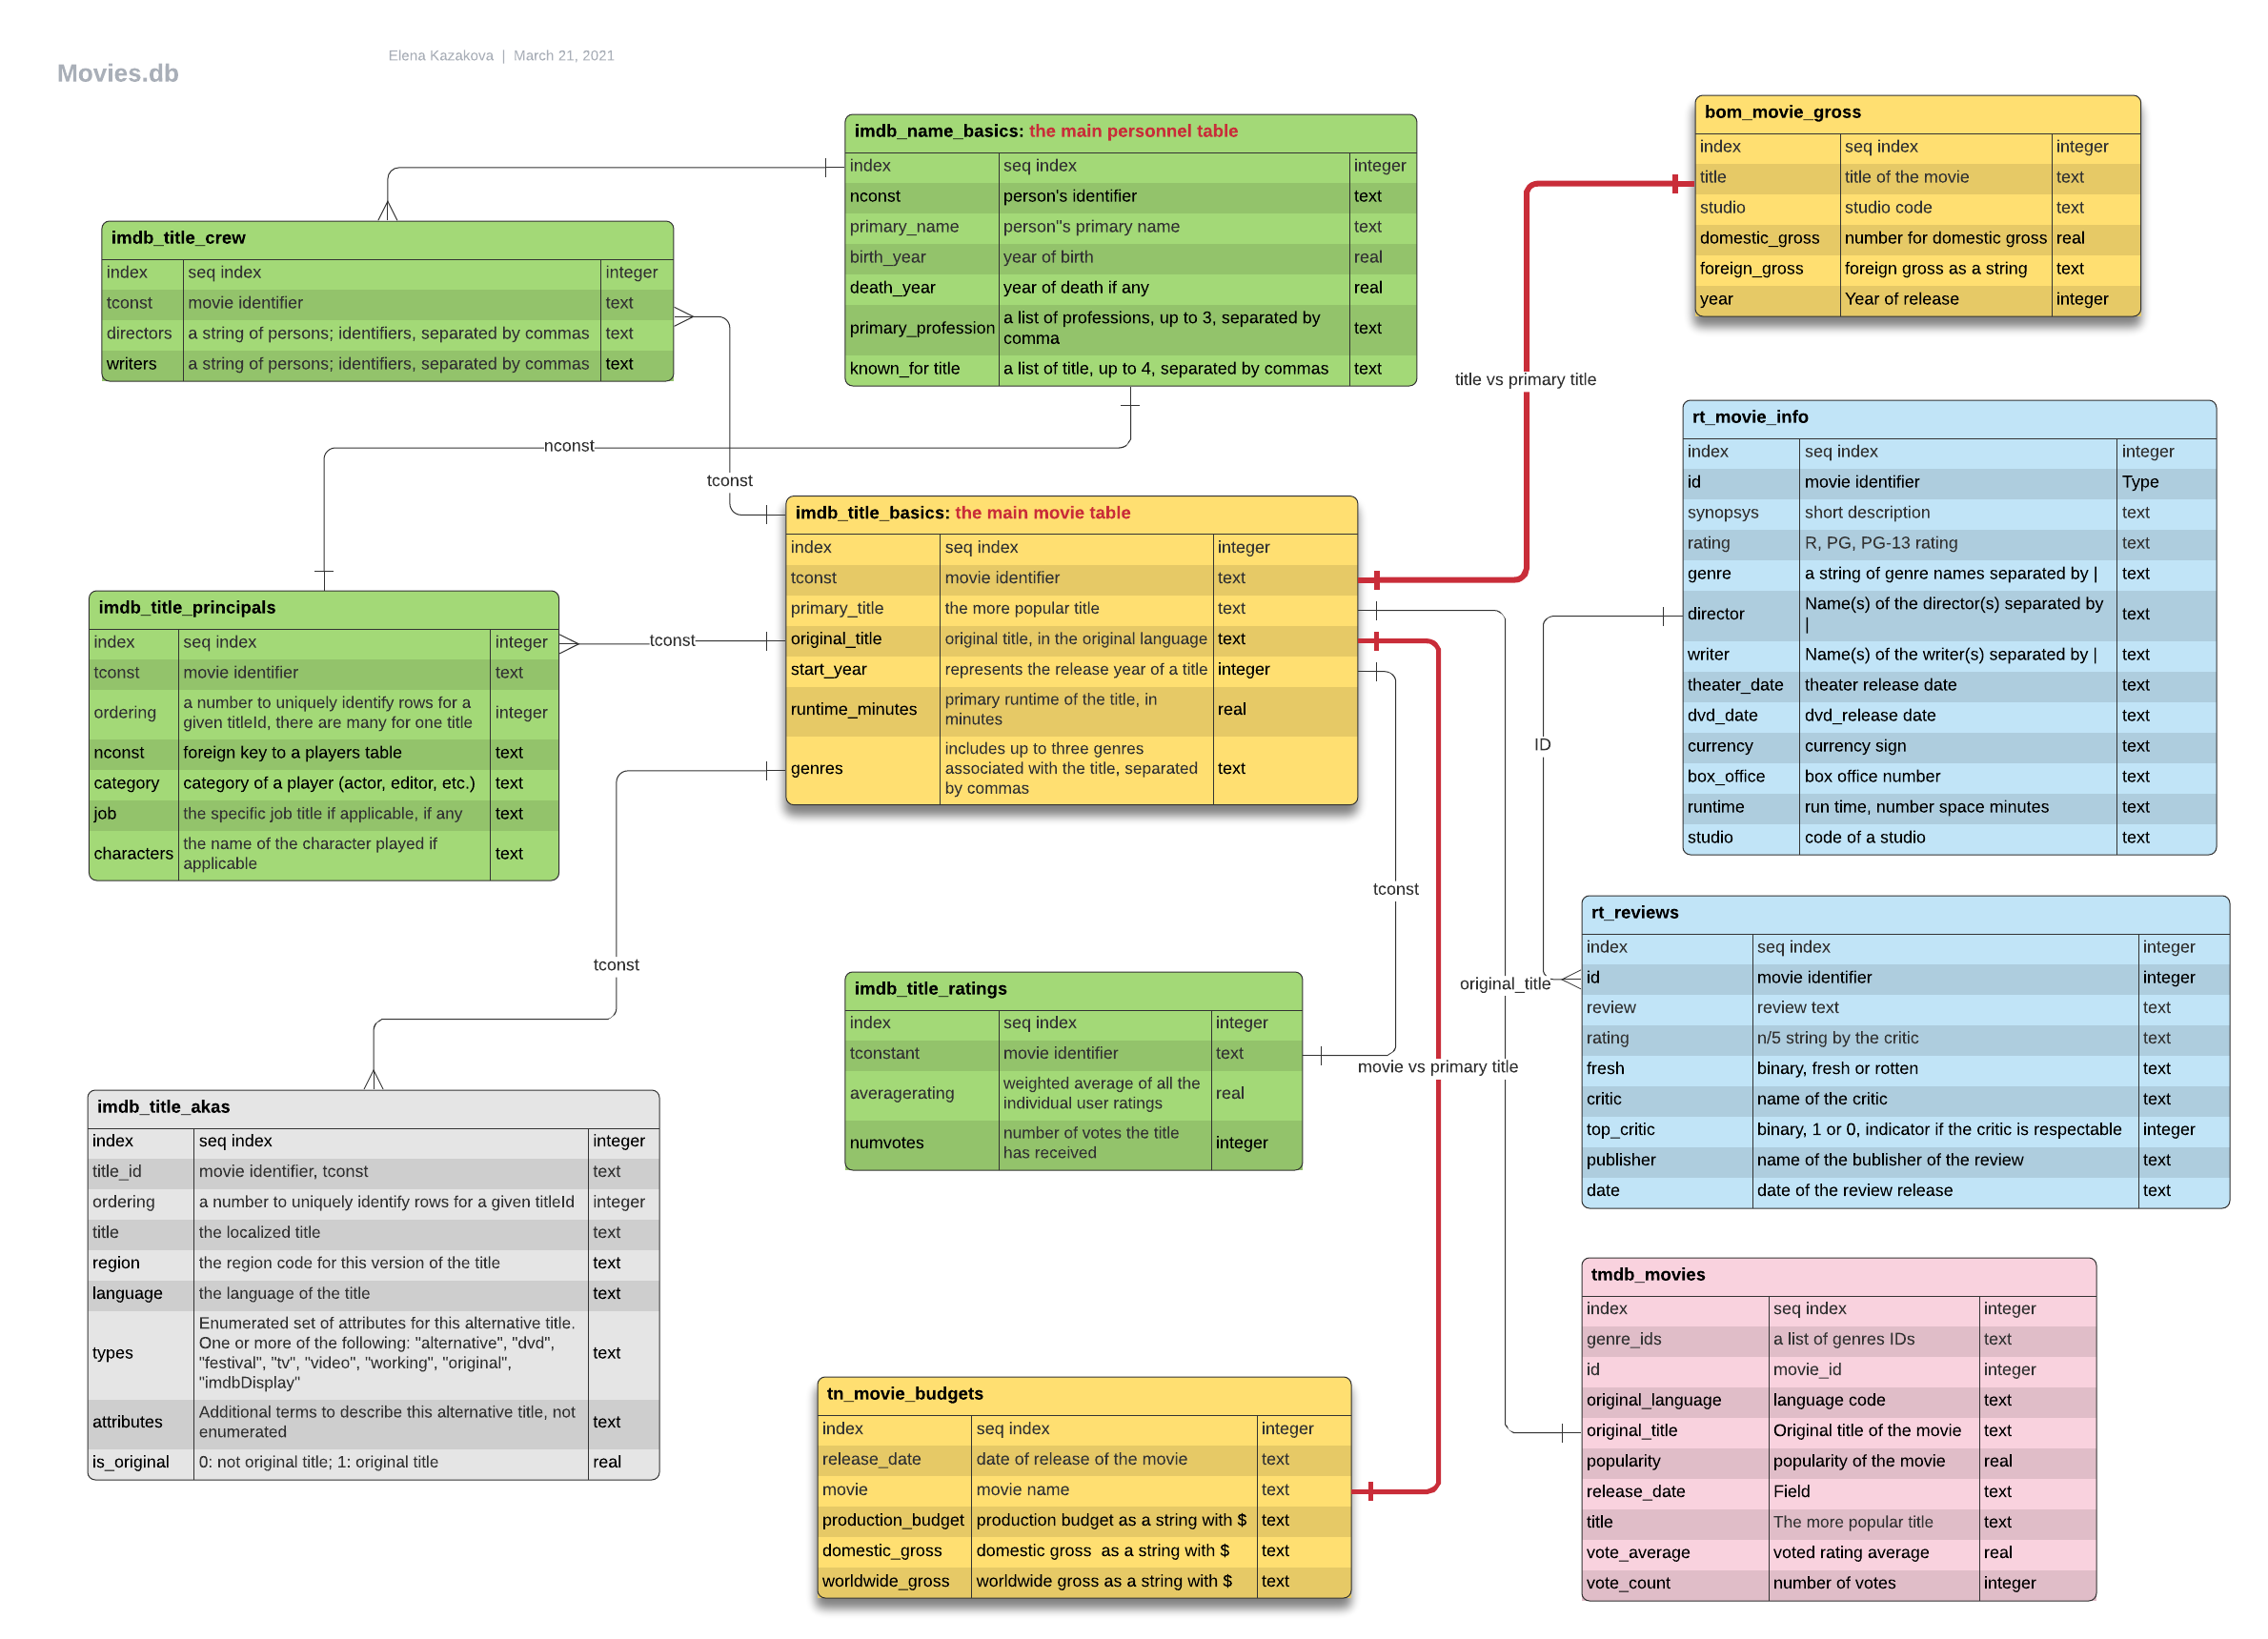 Movies.db
Elena Kazakova | March 21, 2021
imdb_name_basics: the main personnel table
index seq index integer
nconst person's identifier text
primary_name person"s primary name text
birth_year year of birth real
death_year year of death if any real
primary_profession a list of professions, up to 3, separated by
comma text
known_for title a list of title, up to 4, separated by commas text
bom_movie_gross
index seq index integer
title title of the movie text
studio studio code text
domestic_gross number for domestic gross real
foreign_gross foreign gross as a string text
year Year of release integer
imdb_title_crew
index seq index integer
tconst movie identifier text
directors a string of persons; identifiers, separated by commas text
writers a string of persons; identifiers, separated by commas text
title vs primary title
nconst
tconst
rt_movie_info
index seq index integer
id movie identifier Type
synopsys short description text
rating R, PG, PG-13 rating text
genre a string of genre names separated by | text
director Name(s) of the director(s) separated by
| text
writer Name(s) of the writer(s) separated by | text
theater_date theater release date text
dvd_date dvd_release date text
currency currency sign text
box_office box office number text
runtime run time, number space minutes text
studio code of a studio text
imdb_title_basics: the main movie table
index seq index integer
tconst movie identifier text
primary_title the more popular title text
original_title original title, in the original language text
start_year represents the release year of a title integer
runtime_minutes primary runtime of the title, in
minutes real
genres includes up to three genres
associated with the title, separated
by commas text
imdb_title_principals
index seq index integer
tconst movie identifier text
ordering a number to uniquely identify rows for a
given titleId, there are many for one title integer
nconst foreign key to a players table text
category category of a player (actor, editor, etc.) text
job the specific job title if applicable, if any text
characters the name of the character played if
applicable text
tconst
ID
tconst
tconst
original_title
movie vs primary title
rt_reviews
index seq index integer
id movie identifier integer
review review text text
rating n/5 string by the critic text
fresh binary, fresh or rotten text
critic name of the critic text
top_critic binary, 1 or 0, indicator if the critic is respectable integer
publisher name of the bublisher of the review text
date date of the review release text
imdb_title_ratings
index seq index integer
tconstant movie identifier text
averagerating weighted average of all the
individual user ratings real
numvotes number of votes the title
has received integer
imdb_title_akas
index seq index integer
title_id movie identifier, tconst text
ordering a number to uniquely identify rows for a given titleId integer
title the localized title text
region the region code for this version of the title text
language the language of the title text
types Enumerated set of attributes for this alternative title.
One or more of the following: "alternative", "dvd",
"festival", "tv", "video", "working", "original",
"imdbDisplay" text
attributes Additional terms to describe this alternative title, not
enumerated text
is_original 0: not original title; 1: original title real
tmdb_movies
index seq index integer
genre_ids a list of genres IDs text
id movie_id integer
original_language language code text
original_title Original title of the movie text
popularity popularity of the movie real
release_date Field text
title The more popular title text
vote_average voted rating average real
vote_count number of votes integer
tn_movie_budgets
index seq index integer
release_date date of release of the movie text
movie movie name text
production_budget production budget as a string with $ text
domestic_gross domestic gross as a string with $ text
worldwide_gross worldwide gross as a string with $ text